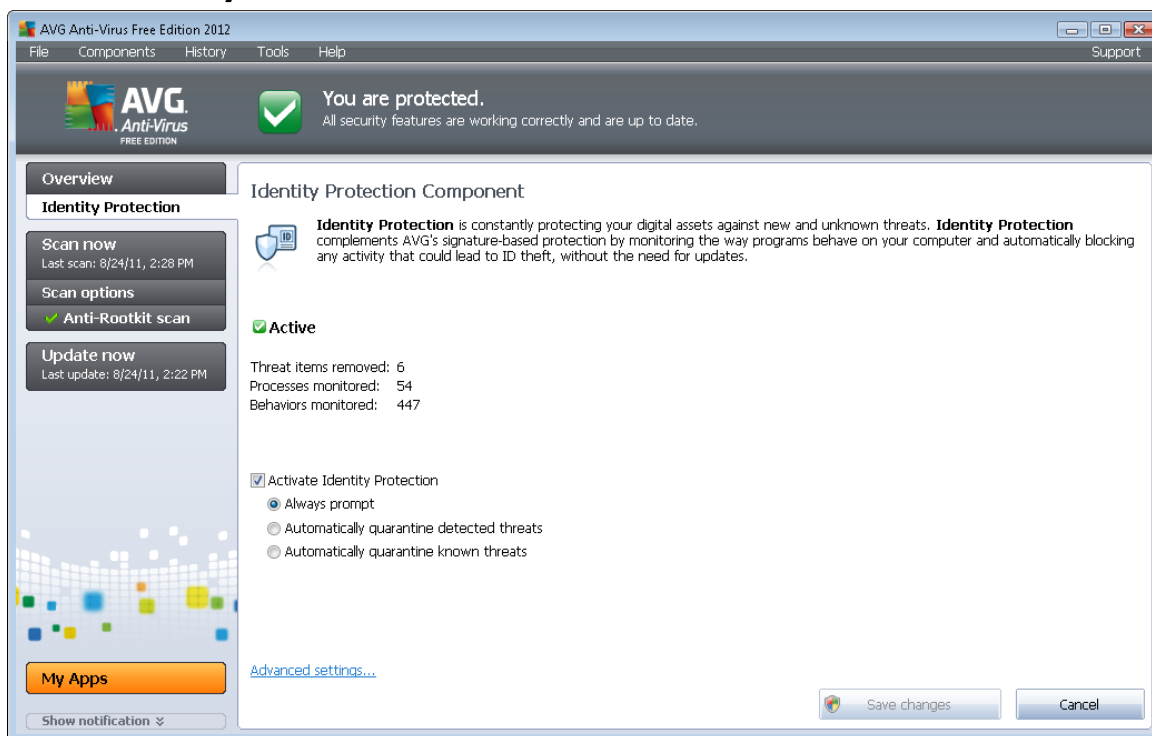 AVG Anti-Virus Free Edition 2012
File Components History Tools Help Support
AVG.
Anti-Virus
FREE EDITION
You are protected.
All security features are working correctly and are up to date.
Overview
Identity Protection
Scan now
Last scan: 8/24/11, 2:28 PM
Scan options
Anti-Rootkit scan
Update now
Last update: 8/24/11, 2:22 PM
My Apps
Show notification
Identity Protection Component
ID
Identity Protection is constantly protecting your digital assets against new and unknown threats. Identity Protection
complements AVG's signature-based protection by monitoring the way programs behave on your computer and automatically blocking
any activity that could lead to ID theft, without the need for updates.
Active
Threat items removed: 6
Processes monitored: 54
Behaviors monitored: 447
Activate Identity Protection
Always prompt
Automatically quarantine detected threats
Automatically quarantine known threats
Advanced settings...
Save changes
Cancel